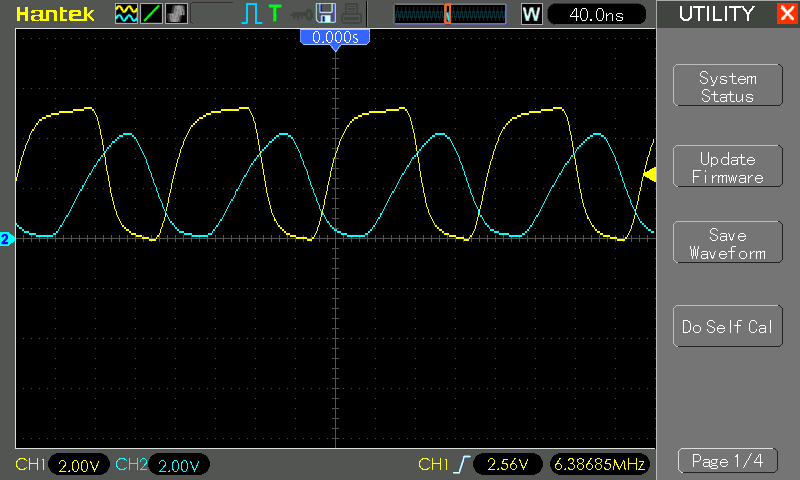 Hantek
T
W
40.0ns
UTILITY
0.000s
System
Status
Update
Firmware
Save
Waveform
2
Do Self Cal
CH1 2.00V CH2 2.00V CH1 2.56V 6.38685MHz
Page 1/4